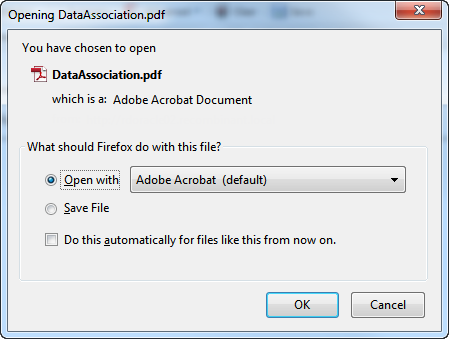 Opening DataAssociation.pdf
You have chosen to open
DataAssociation.pdf
which is a: Adobe Acrobat Document
What should Firefox do with this file?
Open with Adobe Acrobat (default)
Save File
Do this automatically for files like this from now on.
OK Cancel